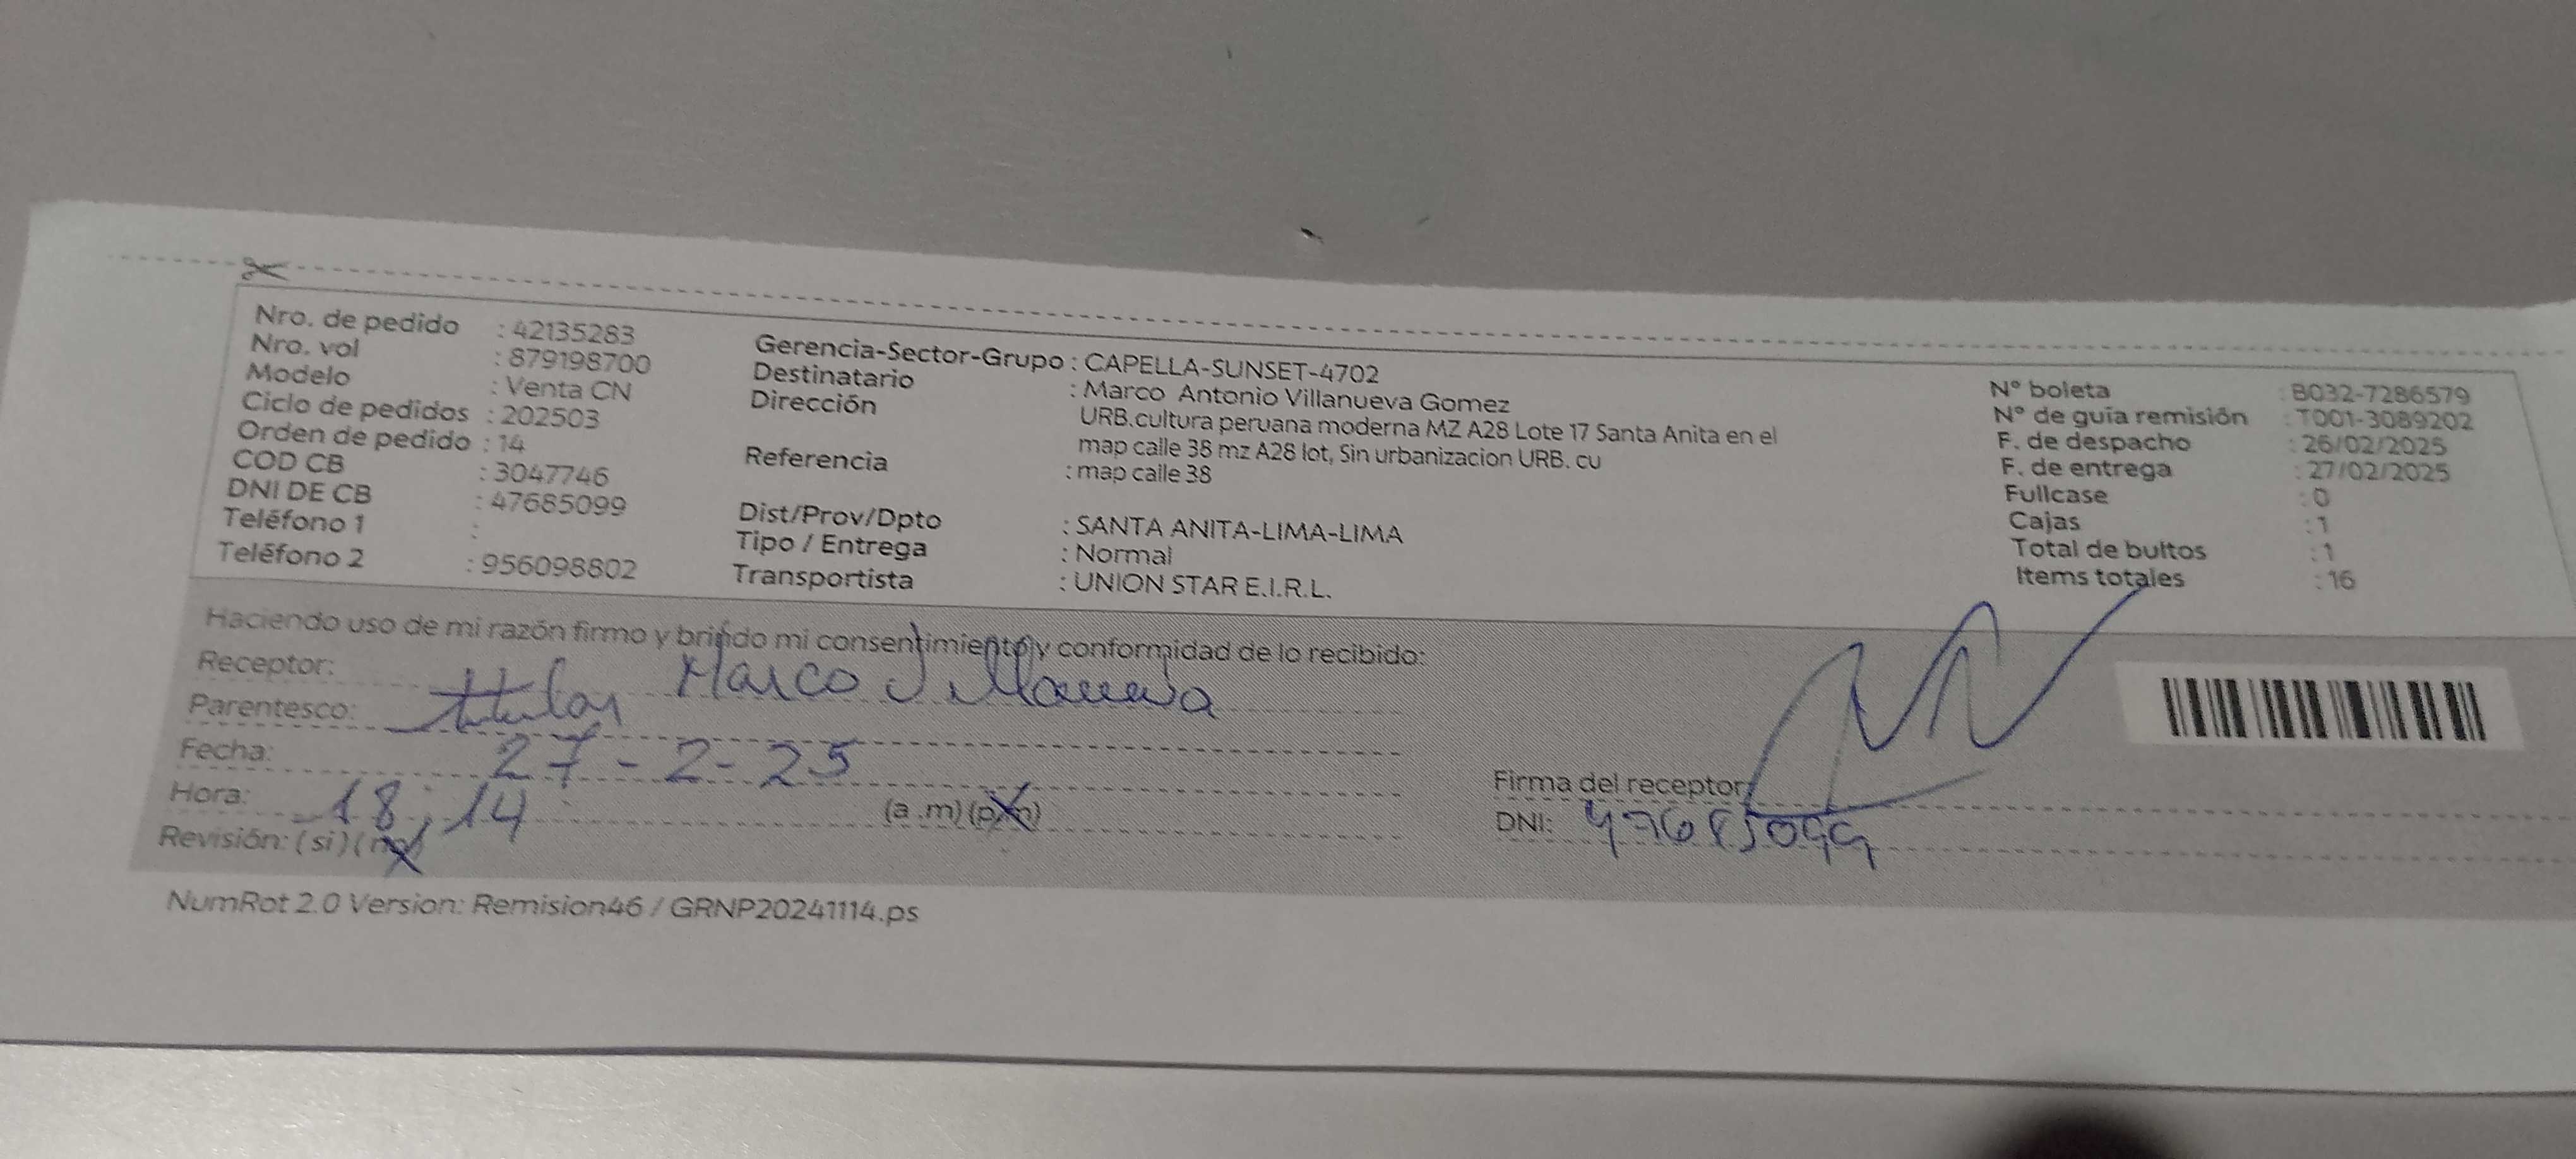 Nro. de pedido : 42135283
Nro. vol : 879198700
Modelo : Venta CN
Ciclo de pedidos : 202503
Orden de pedido : 14
COD CB : 3047746
DNI DE CB : 47685099
Teléfono 1 :
Teléfono 2 : 956098802
Gerencia-Sector-Grupo : CAPELLA-SUNSET-4702
Destinatario : Marco Antonio Villanueva Gomez
Dirección URB.cultura peruana moderna MZ A28 Lote 17 Santa Anita en el
map calle 38 mz A28 lot, Sin urbanizacion URB. cu
Referencia : map calle 38
Dist/Prov/Dpto : SANTA ANITA-LIMA-LIMA
Tipo / Entrega : Normal
Transportista : UNION STAR E.I.R.L.
N° boleta : B032-7286579
N° de guía remisión : T001-3089202
F. de despacho : 26/02/2025
F. de entrega : 27/02/2025
Fullcase : 0
Cajas : 1
Total de bultos : 1
Items totales : 16
Haciendo uso de mi razón firmo y brindo mi consentimiento y conformidad de lo recibido:
Receptor: Marco Villanueva
Parentesco: titular
Fecha: 27-2-25
Hora: 18:14 (a.m) (p.m)
Revisión: (si) (no)
Firma del receptor:
DNI: 47685099
NumRot 2.0 Version: Remision46 / GRNP20241114.ps